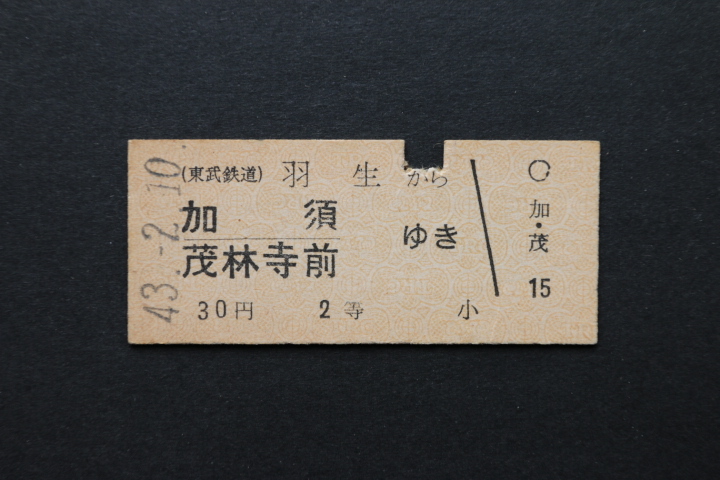 43.-2.10
(東武鉄道) 羽生から
加須
茂林寺前
ゆき
30円 2等 小
○
加・茂
15